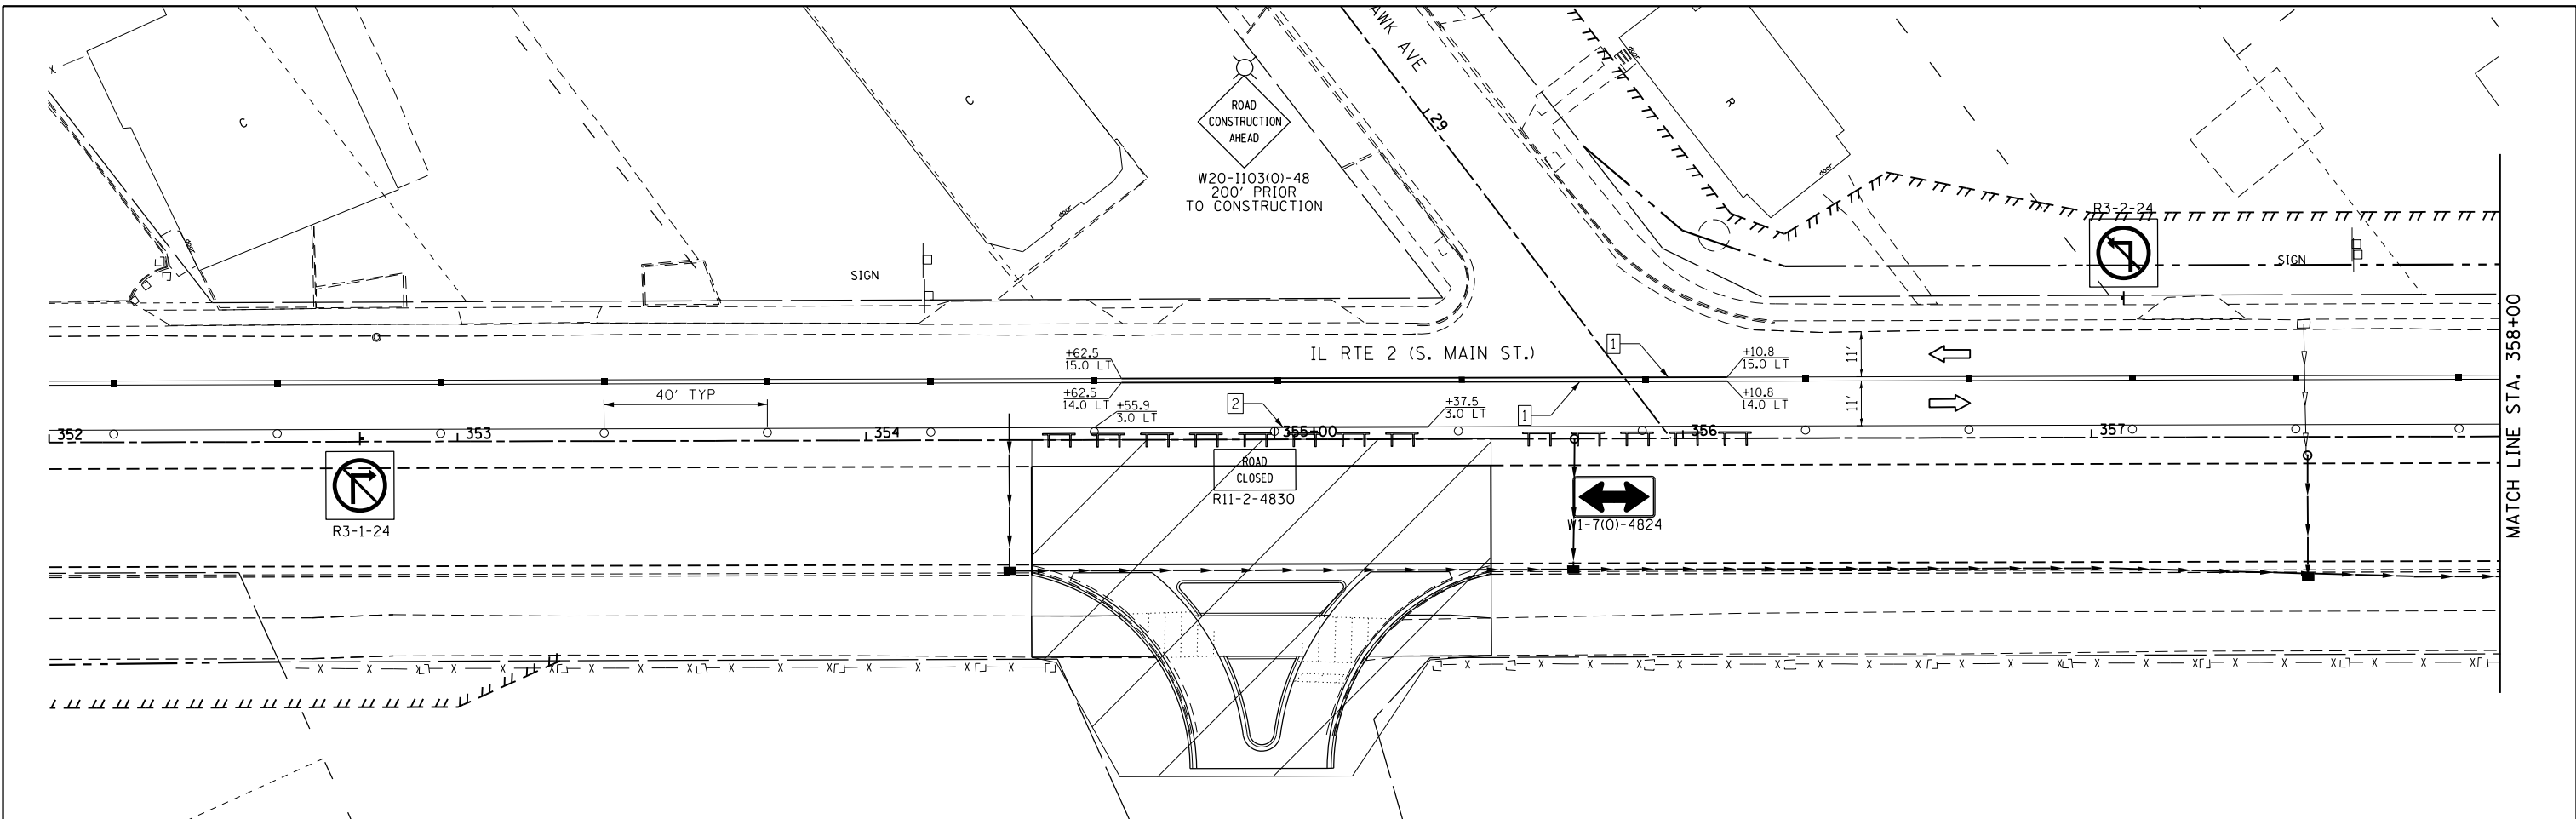 AWK AVE
29
door
C
C
R
door
door
door
X
ROAD
CONSTRUCTION
AHEAD
W20-I103(0)-48
200' PRIOR
TO CONSTRUCTION
R3-2-24
SIGN
SIGN
IL RTE 2 (S. MAIN ST.)
1
+62.5
15.0 LT
+10.8
15.0 LT
11'
40' TYP
+62.5
14.0 LT
+55.9
3.0 LT
2
+37.5
3.0 LT
1
+10.8
14.0 LT
11'
MATCH LINE STA. 358+00
352
353
354
355+00
356
357
ROAD
CLOSED
R11-2-4830
R3-1-24
W1-7(0)-4824